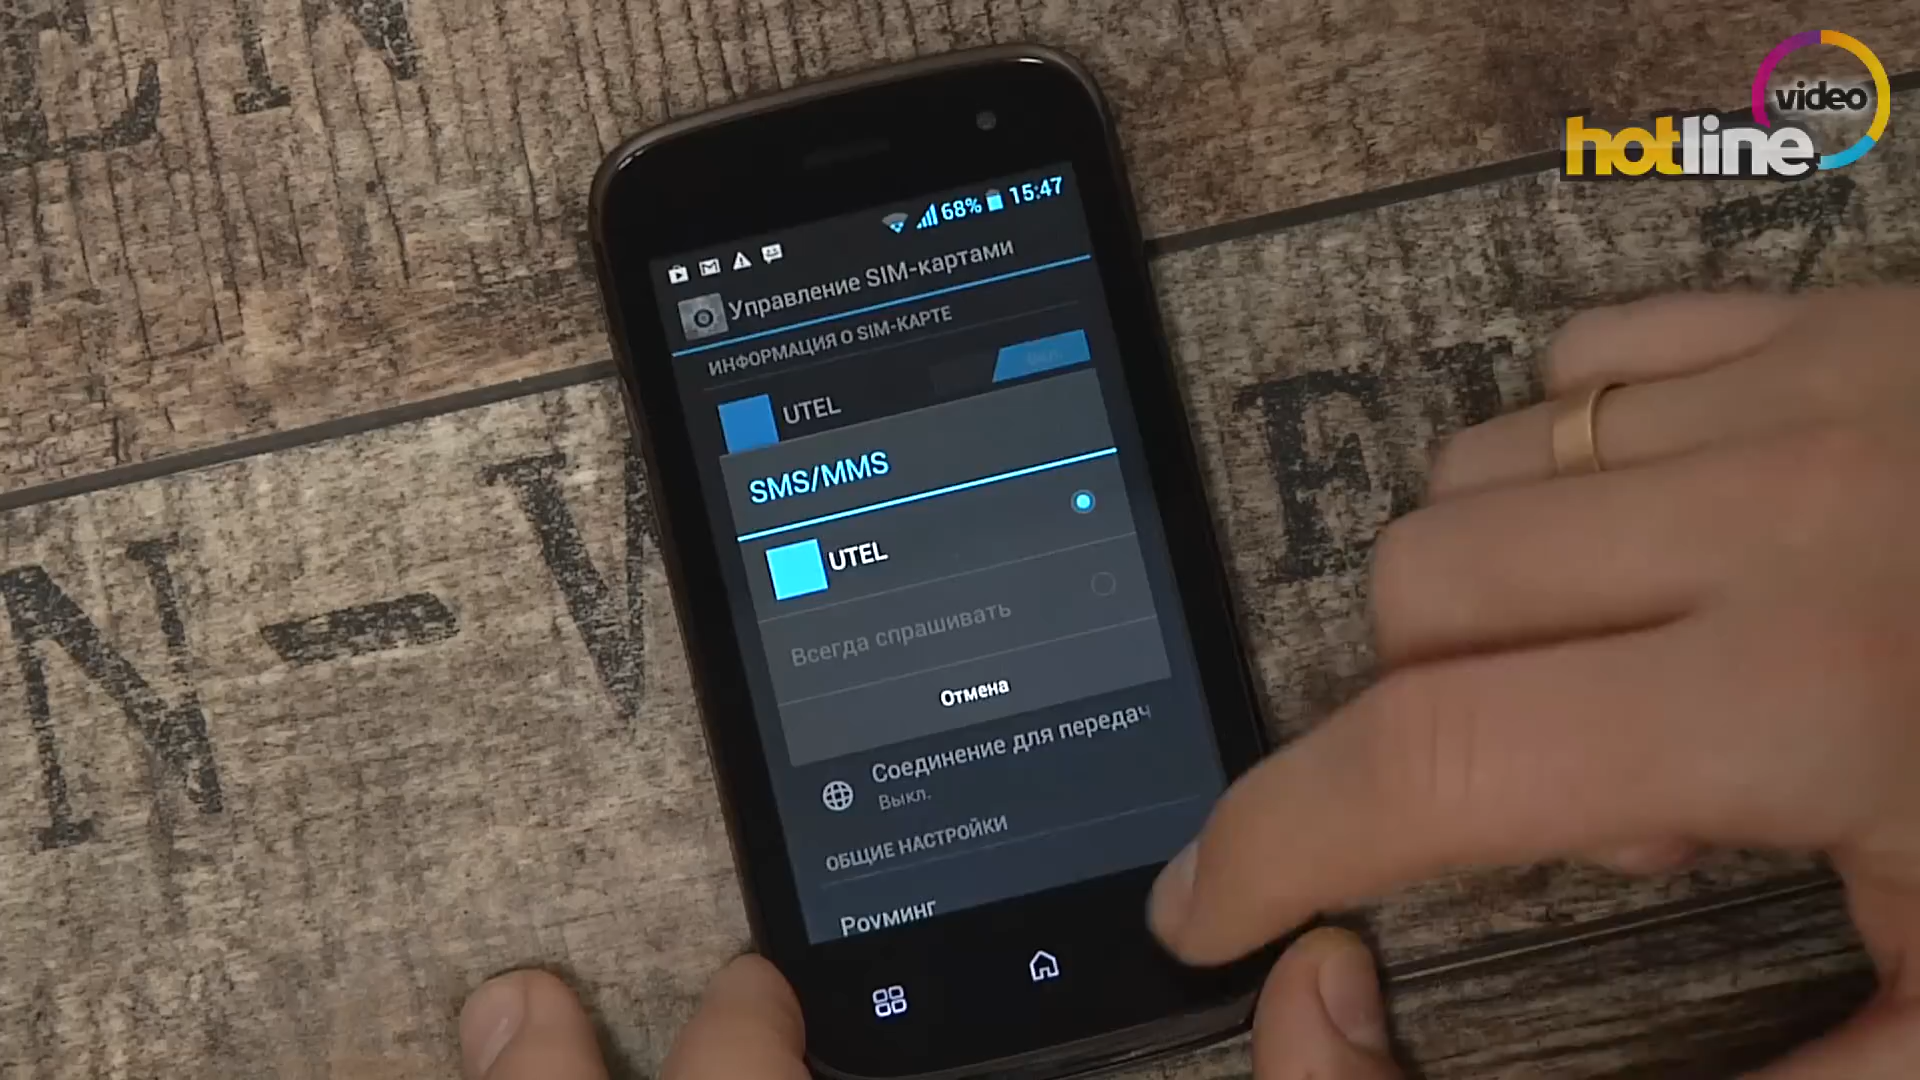 video
hotline
68% 15:47
Управление SIM-картами
ИНФОРМАЦИЯ О SIM-КАРТЕ
UTEL
SMS/MMS
UTEL
Всегда спрашивать
Отмена
Соединение для передач
Выкл.
ОБЩИЕ НАСТРОЙКИ
Роуминг